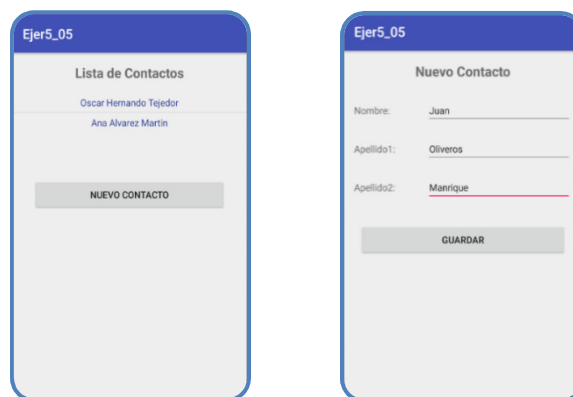 Ejer5_05
Lista de Contactos
Oscar Hernando Tejedor
Ana Alvarez Martin
NUEVO CONTACTO
Ejer5_05
Nuevo Contacto
Nombre: Juan
Apellido1: Oliveros
Apellido2: Manrique
GUARDAR